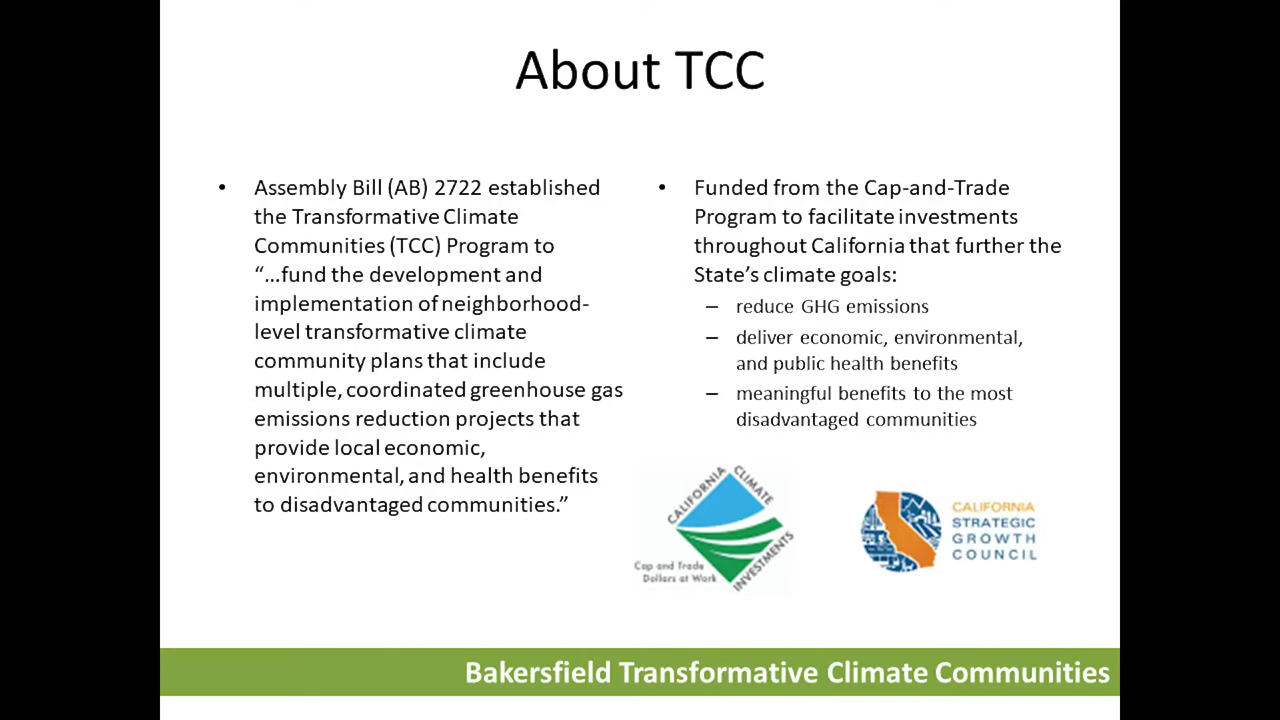 About TCC
• Assembly Bill (AB) 2722 established
the Transformative Climate
Communities (TCC) Program to
“…fund the development and
implementation of neighborhood-
level transformative climate
community plans that include
multiple, coordinated greenhouse gas
emissions reduction projects that
provide local economic,
environmental, and health benefits
to disadvantaged communities.”
• Funded from the Cap-and-Trade
Program to facilitate investments
throughout California that further the
State’s climate goals:
– reduce GHG emissions
– deliver economic, environmental,
and public health benefits
– meaningful benefits to the most
disadvantaged communities
CALIFORNIA
CLIMATE
INVESTMENTS
Cap and Trade
Dollars at Work
CALIFORNIA
STRATEGIC
GROWTH
COUNCIL
Bakersfield Transformative Climate Communities